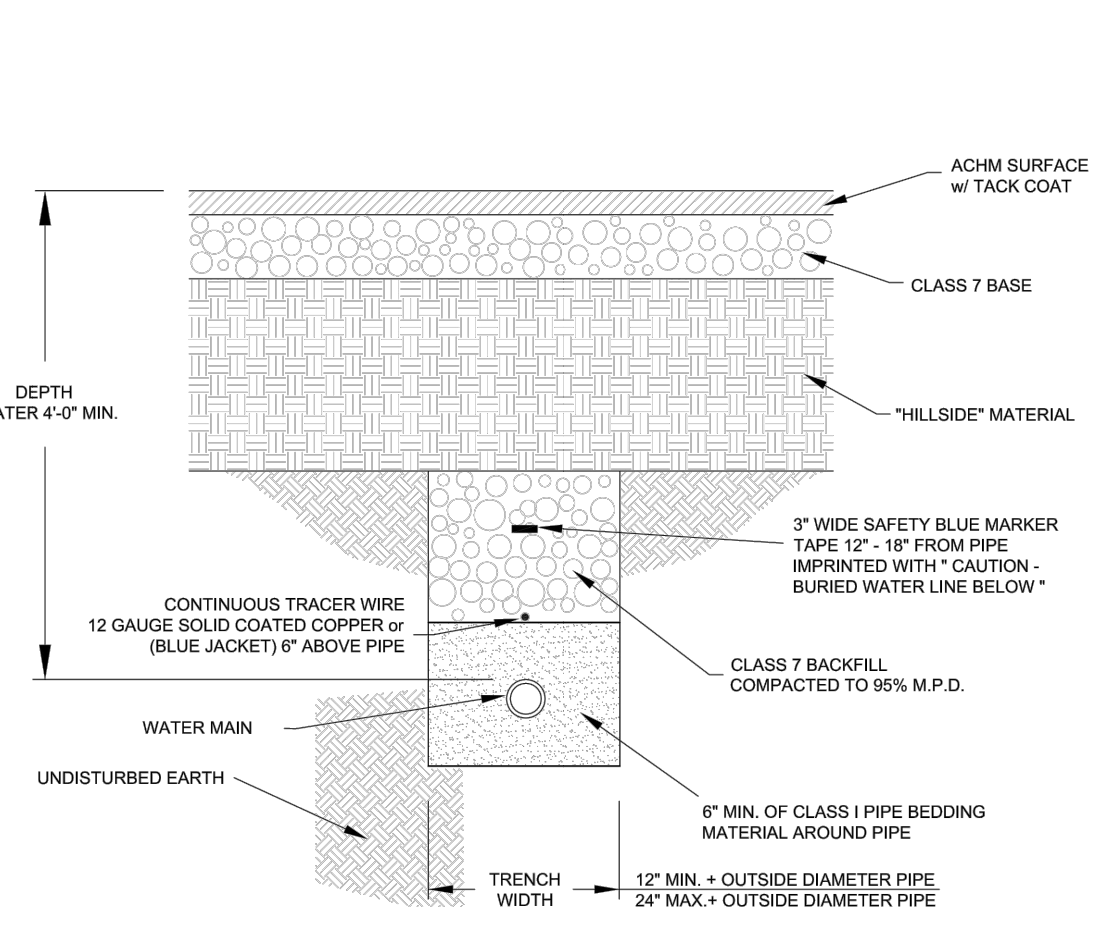 ACHM SURFACE
w/ TACK COAT
CLASS 7 BASE
DEPTH
4'-0" MIN.
"HILLSIDE" MATERIAL
3" WIDE SAFETY BLUE MARKER
TAPE 12" - 18" FROM PIPE
IMPRINTED WITH " CAUTION -
BURIED WATER LINE BELOW "
CONTINUOUS TRACER WIRE
12 GAUGE SOLID COATED COPPER or
(BLUE JACKET) 6" ABOVE PIPE
CLASS 7 BACKFILL
COMPACTED TO 95% M.P.D.
WATER MAIN
UNDISTURBED EARTH
6" MIN. OF CLASS I PIPE BEDDING
MATERIAL AROUND PIPE
TRENCH
WIDTH
12" MIN. + OUTSIDE DIAMETER PIPE
24" MAX.+ OUTSIDE DIAMETER PIPE